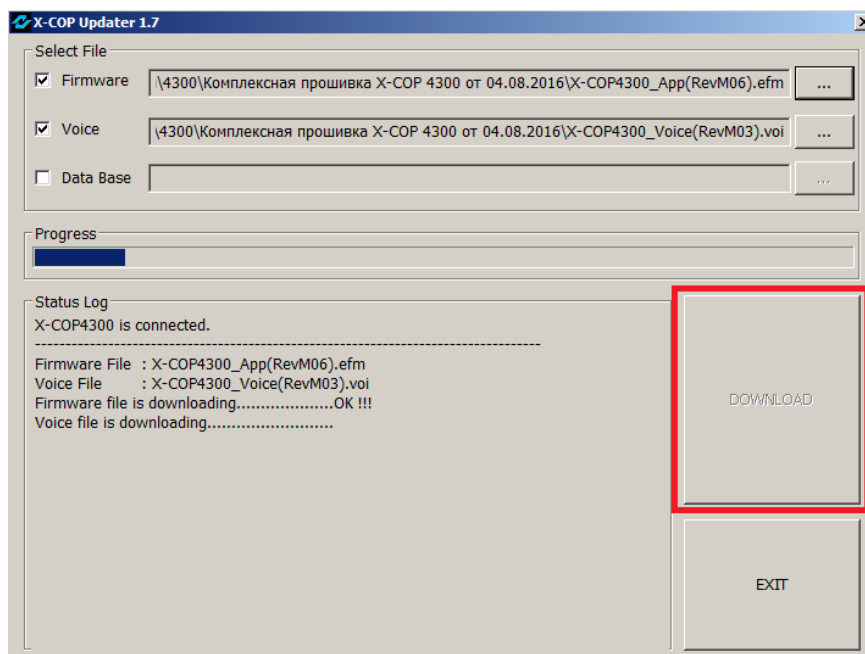 X-COP Updater 1.7
Select File
Firmware
\4300\Комплексная прошивка X-COP 4300 от 04.08.2016\X-COP4300_App(RevM06).efm
...
Voice
\4300\Комплексная прошивка X-COP 4300 от 04.08.2016\X-COP4300_Voice(RevM03).voi
...
Data Base
...
Progress
Status Log
X-COP4300 is connected.
------------------------------------------------------------------------------------
Firmware File : X-COP4300_App(RevM06).efm
Voice File : X-COP4300_Voice(RevM03).voi
Firmware file is downloading....................OK !!!
Voice file is downloading..........................
DOWNLOAD
EXIT